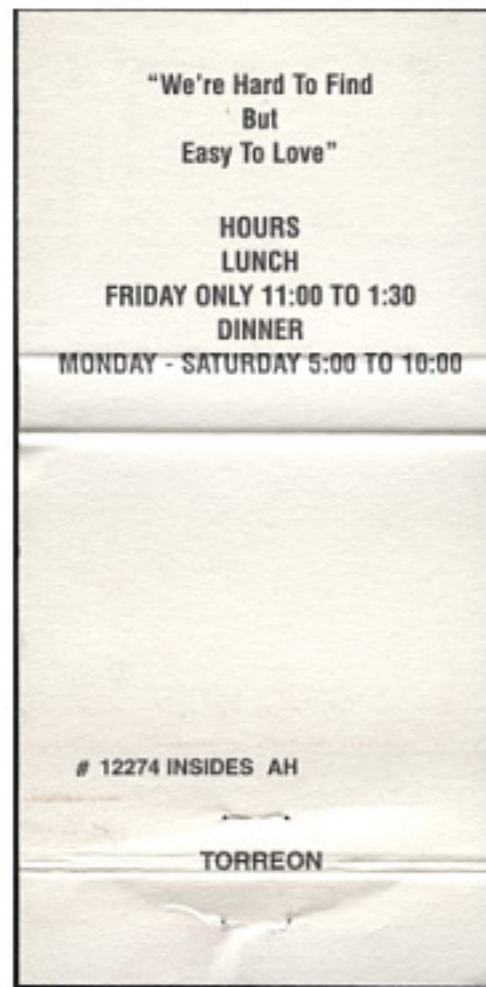 "We're Hard To Find
But
Easy To Love"
HOURS
LUNCH
FRIDAY ONLY 11:00 TO 1:30
DINNER
MONDAY - SATURDAY 5:00 TO 10:00
# 12274 INSIDES AH
TORREON